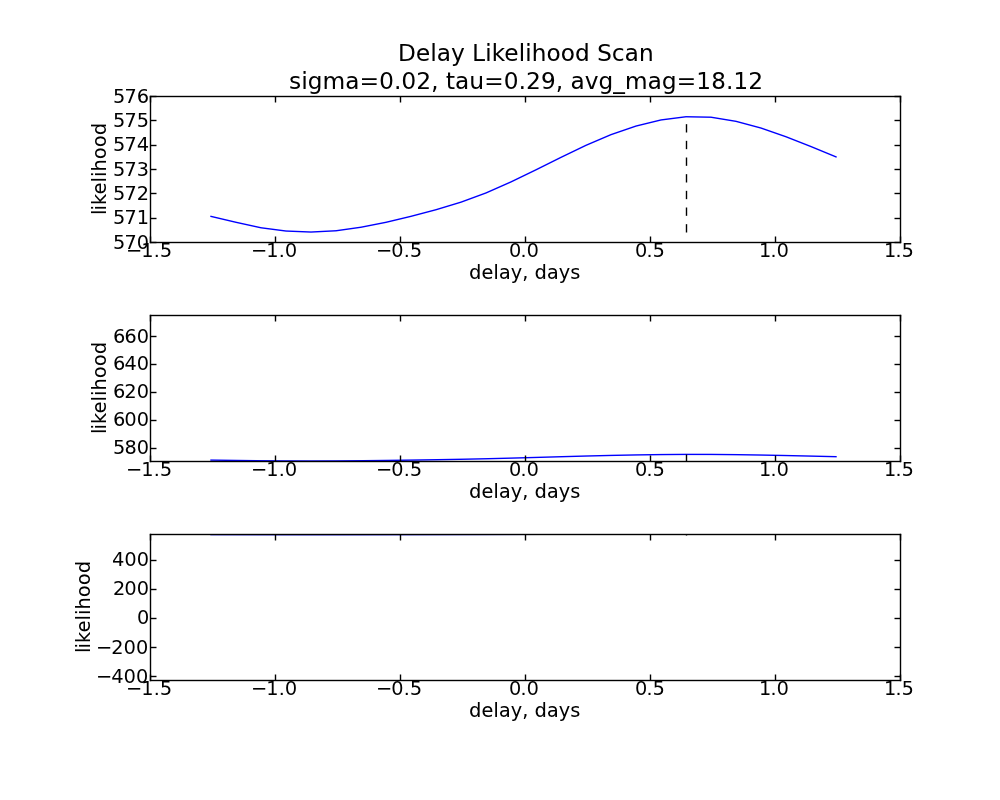 Delay Likelihood Scan
sigma=0.02, tau=0.29, avg_mag=18.12
576
575
574
573
572
571
570
likelihood
−1.5 −1.0 −0.5 0.0 0.5 1.0 1.5
delay, days
660
640
620
600
580
likelihood
−1.5 −1.0 −0.5 0.0 0.5 1.0 1.5
delay, days
400
200
0
−200
−400
likelihood
−1.5 −1.0 −0.5 0.0 0.5 1.0 1.5
delay, days